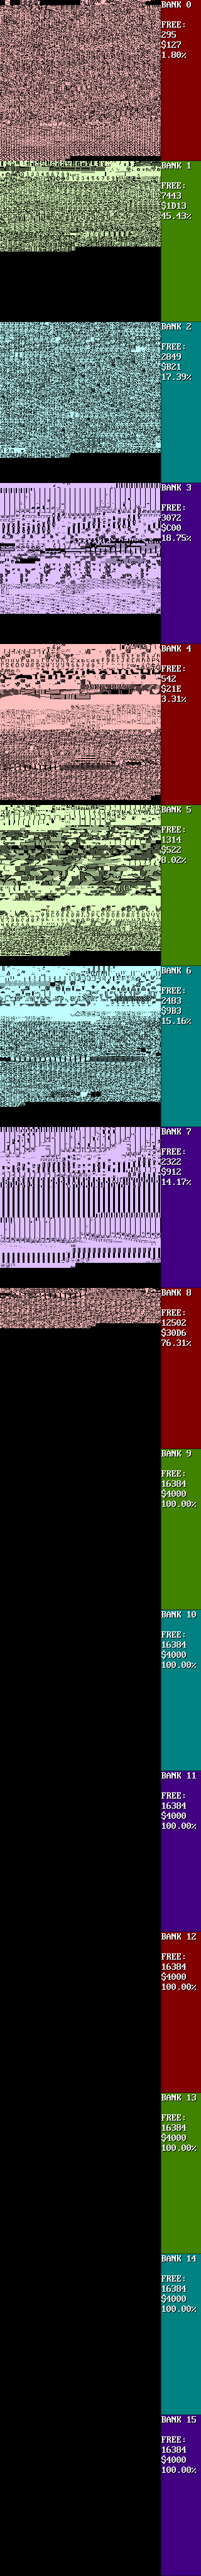 BANK 0
FREE:
295
$127
1.80%
BANK 1
FREE:
7443
$1D13
45.43%
BANK 2
FREE:
2849
$B21
17.39%
BANK 3
FREE:
3072
$C00
18.75%
BANK 4
FREE:
542
$21E
3.31%
BANK 5
FREE:
1314
$522
8.02%
BANK 6
FREE:
2483
$9B3
15.16%
BANK 7
FREE:
2322
$912
14.17%
BANK 8
FREE:
12502
$30D6
76.31%
BANK 9
FREE:
16384
$4000
100.00%
BANK 10
FREE:
16384
$4000
100.00%
BANK 11
FREE:
16384
$4000
100.00%
BANK 12
FREE:
16384
$4000
100.00%
BANK 13
FREE:
16384
$4000
100.00%
BANK 14
FREE:
16384
$4000
100.00%
BANK 15
FREE:
16384
$4000
100.00%